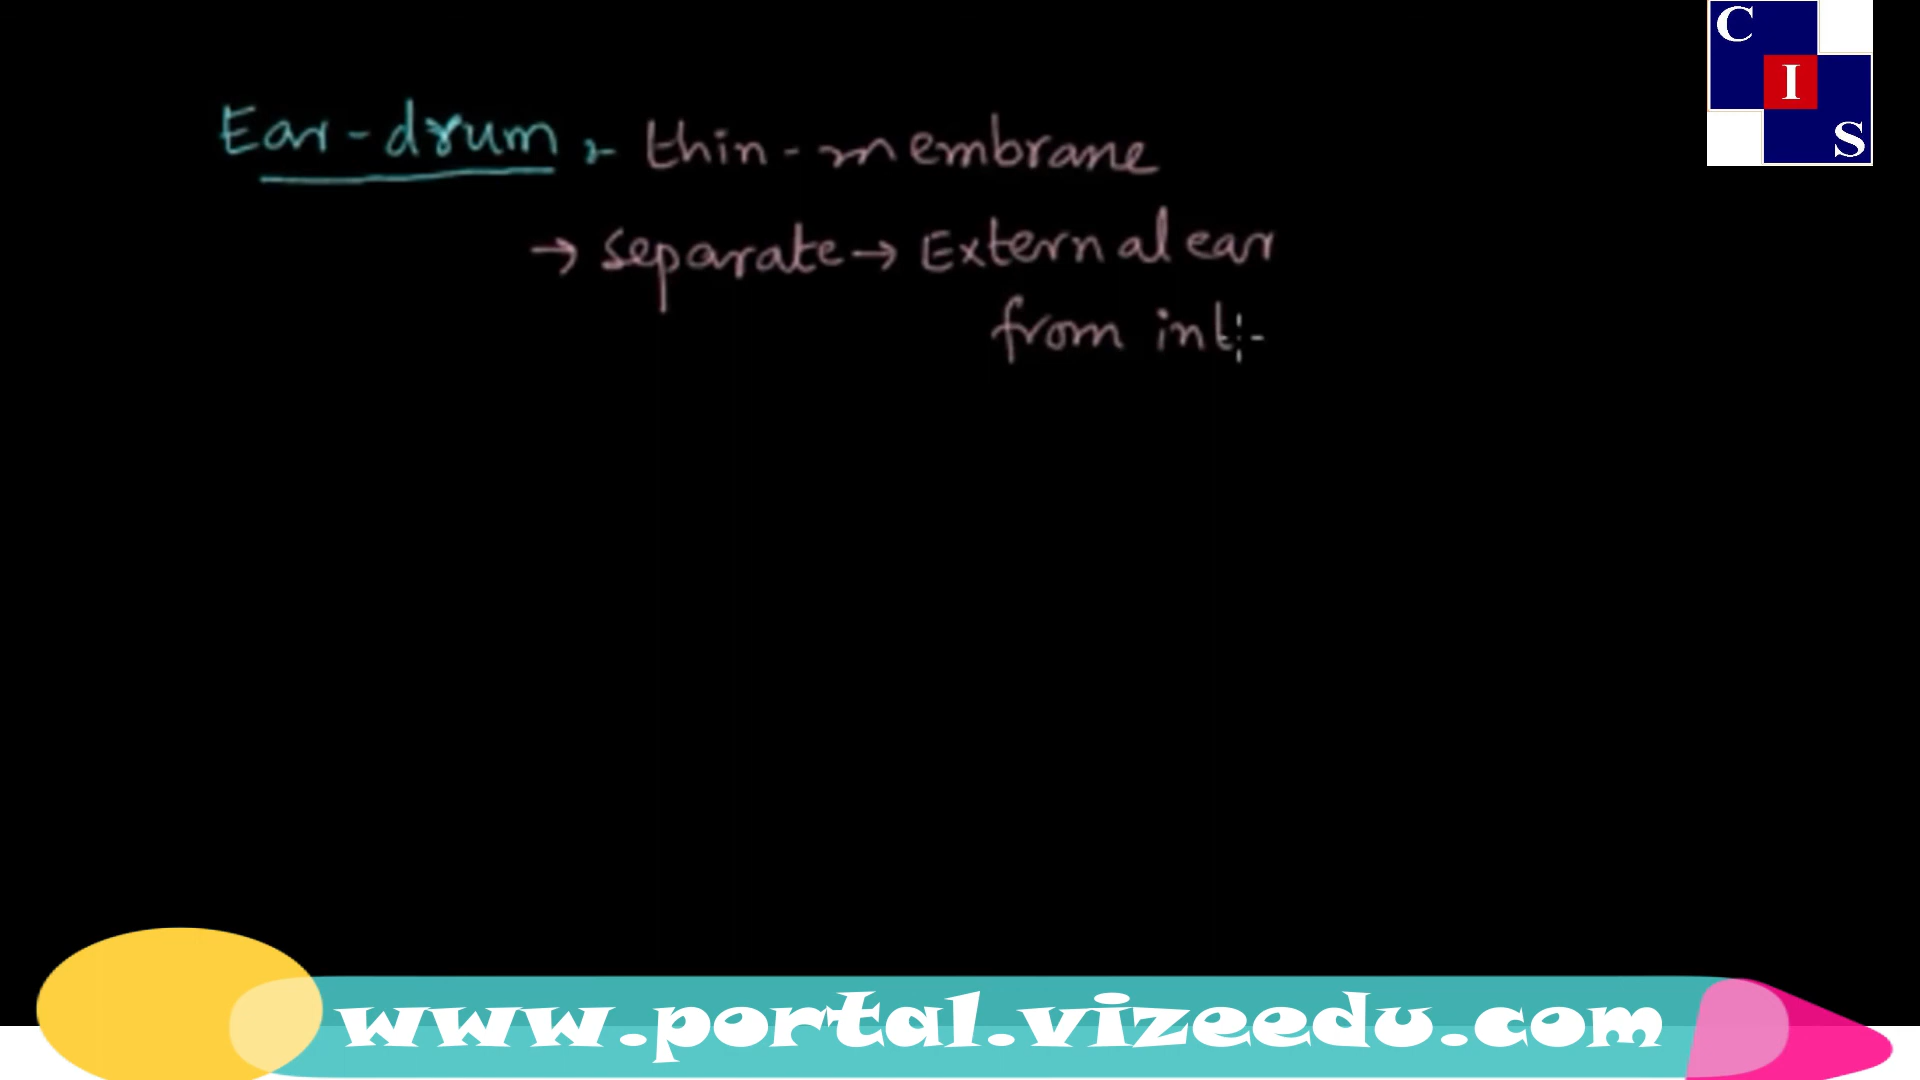 C
I
S
Ear-drum :- thin-membrane
→ separate → External ear
from int
www.portal.vizeedu.com